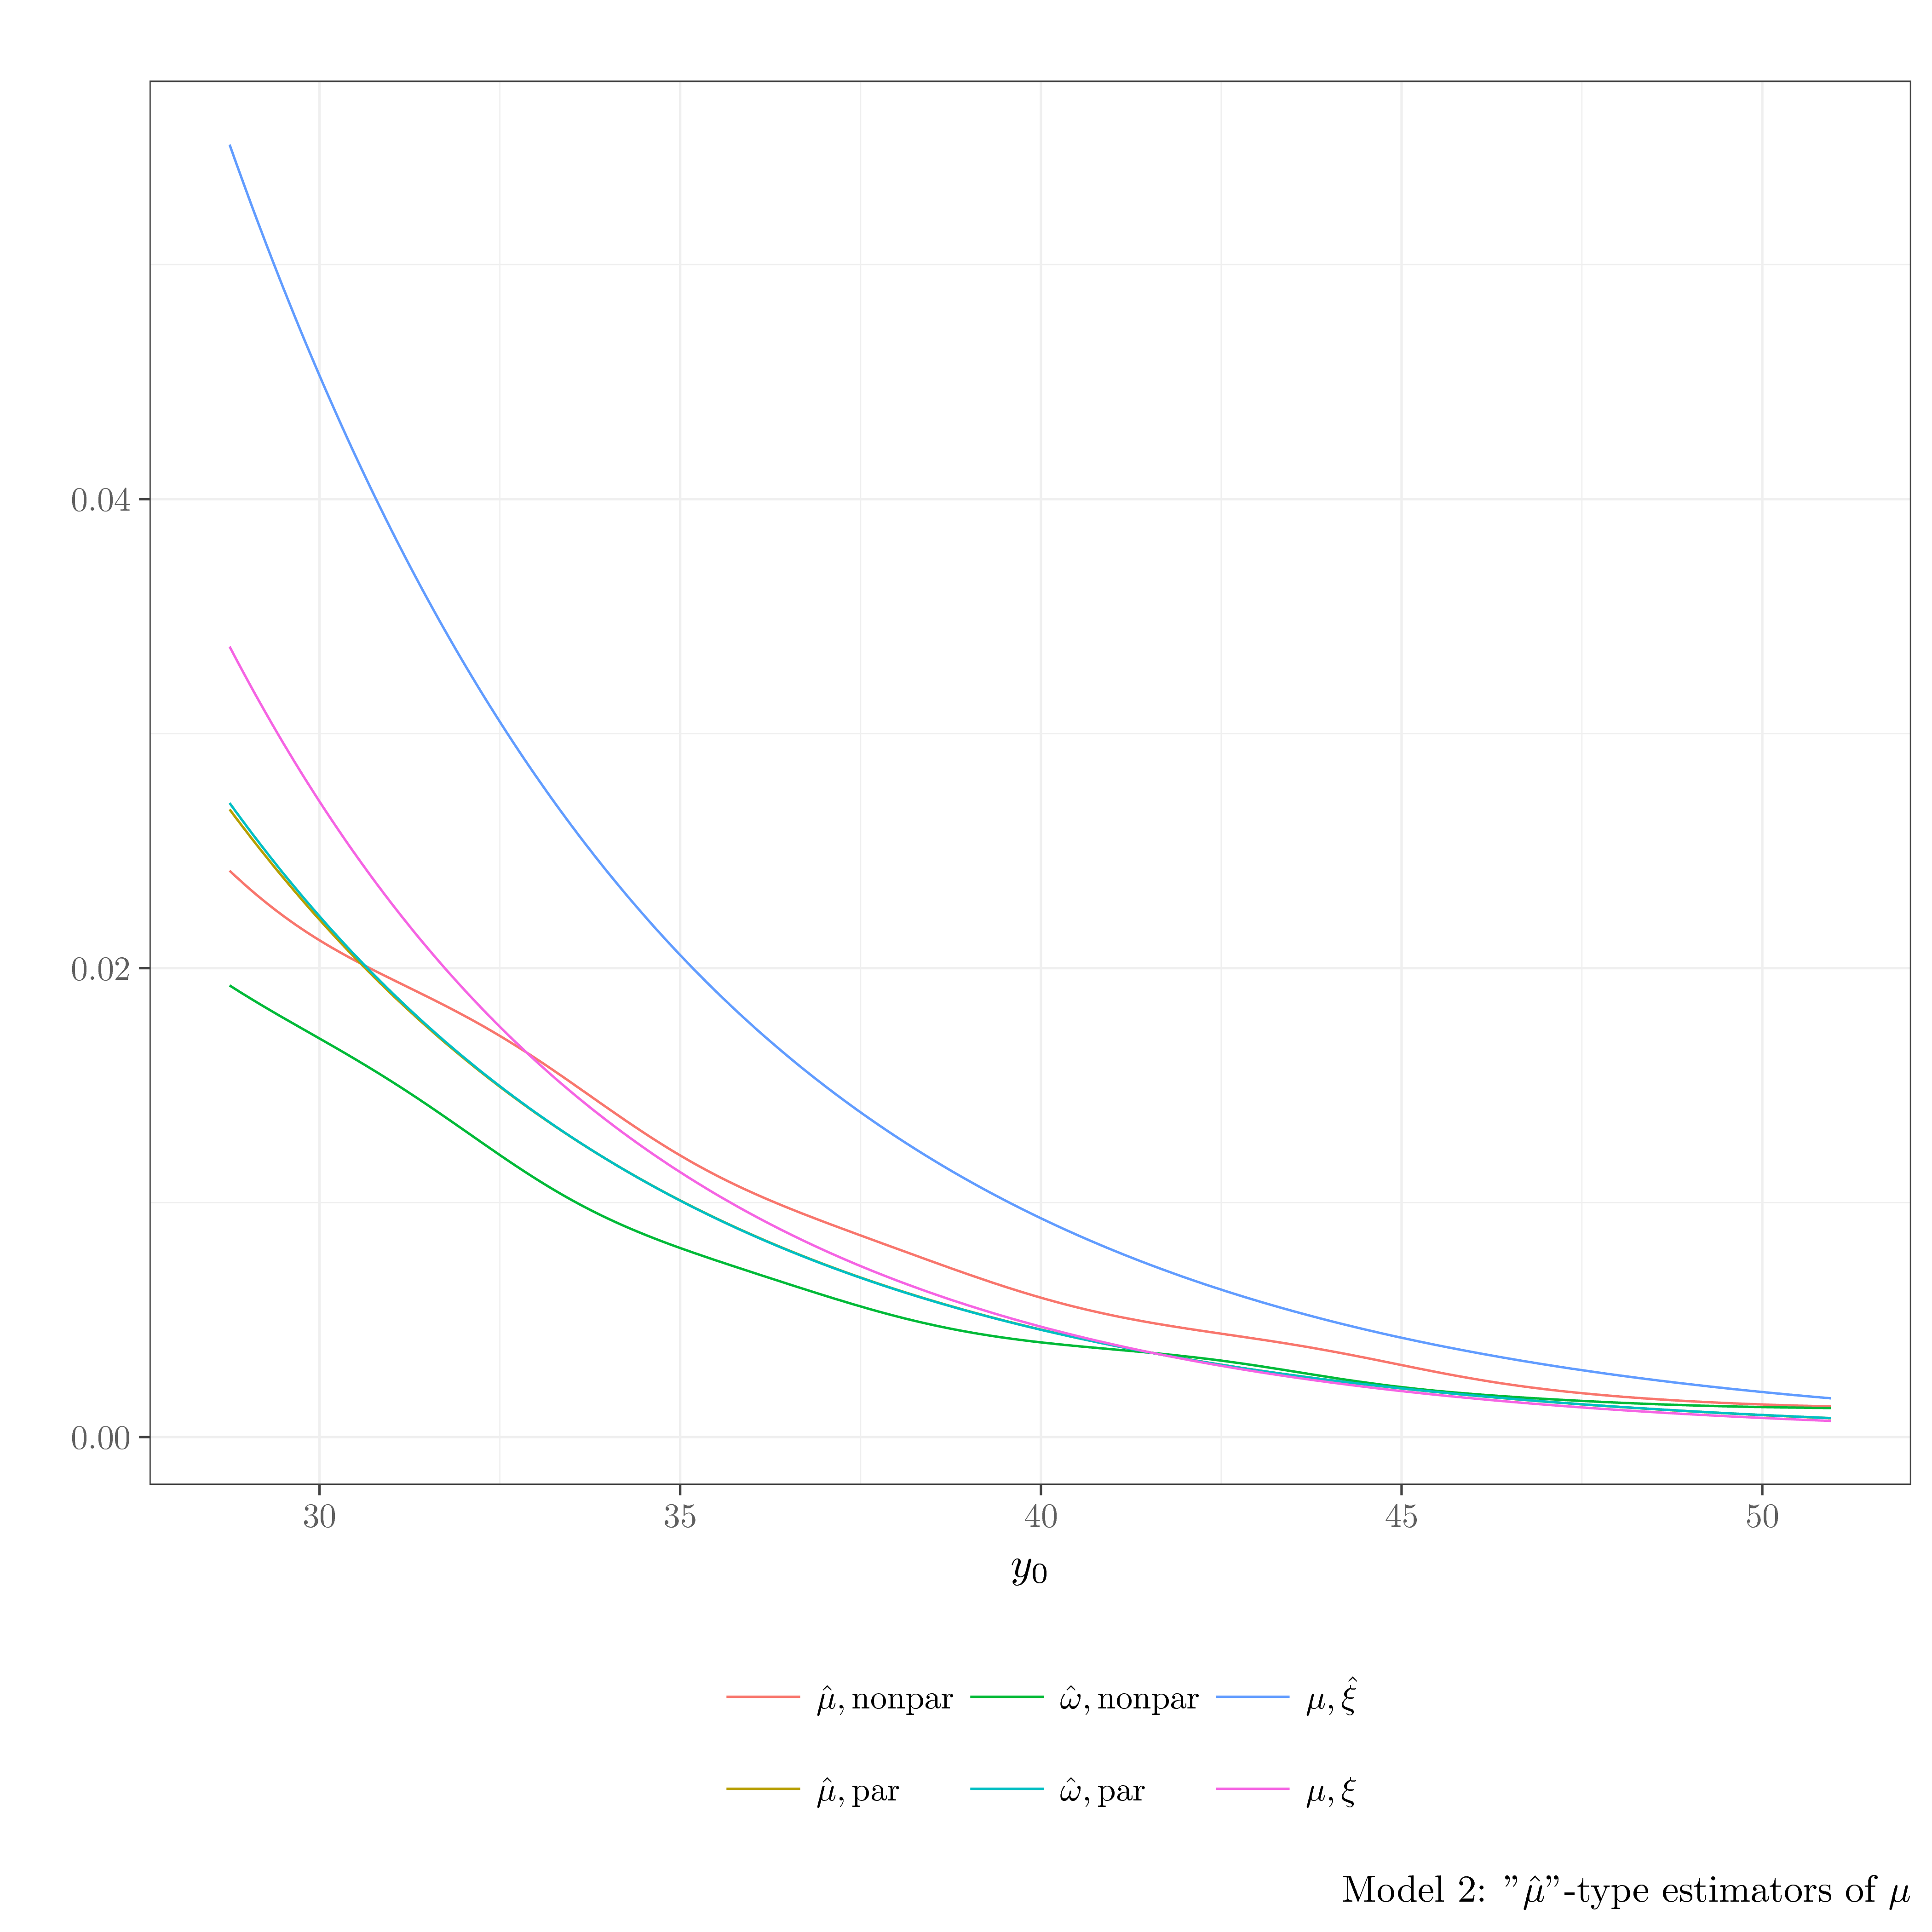 0.04
0.02
0.00
30 35 40 45 50
y₀
μ̂, nonpar ω̂, nonpar μ, ξ̂
μ̂, par ω̂, par μ, ξ
Model 2: ”μ̂”-type estimators of μ